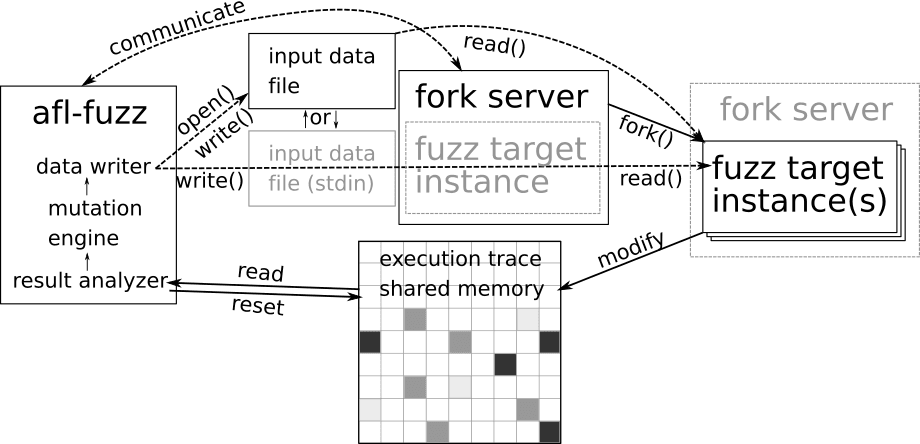 communicate
afl-fuzz
data writer
mutation
engine
result analyzer
open()
write()
write()
input data
file
or
input data
file (stdin)
read()
fork server
fuzz target
instance
fork()
read()
fork server
fuzz target
instance(s)
modify
read
reset
execution trace
shared memory